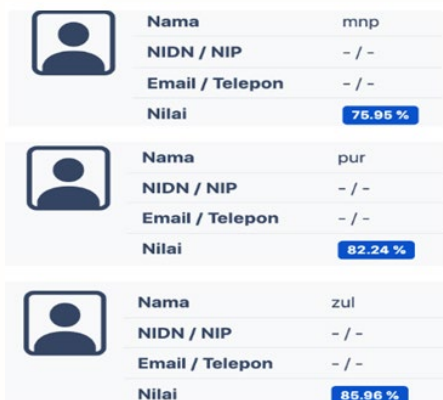 Nama mnp
NIDN / NIP - / -
Email / Telepon - / -
Nilai 75.95 %
Nama pur
NIDN / NIP - / -
Email / Telepon - / -
Nilai 82.24 %
Nama zul
NIDN / NIP - / -
Email / Telepon - / -
Nilai 85.96 %